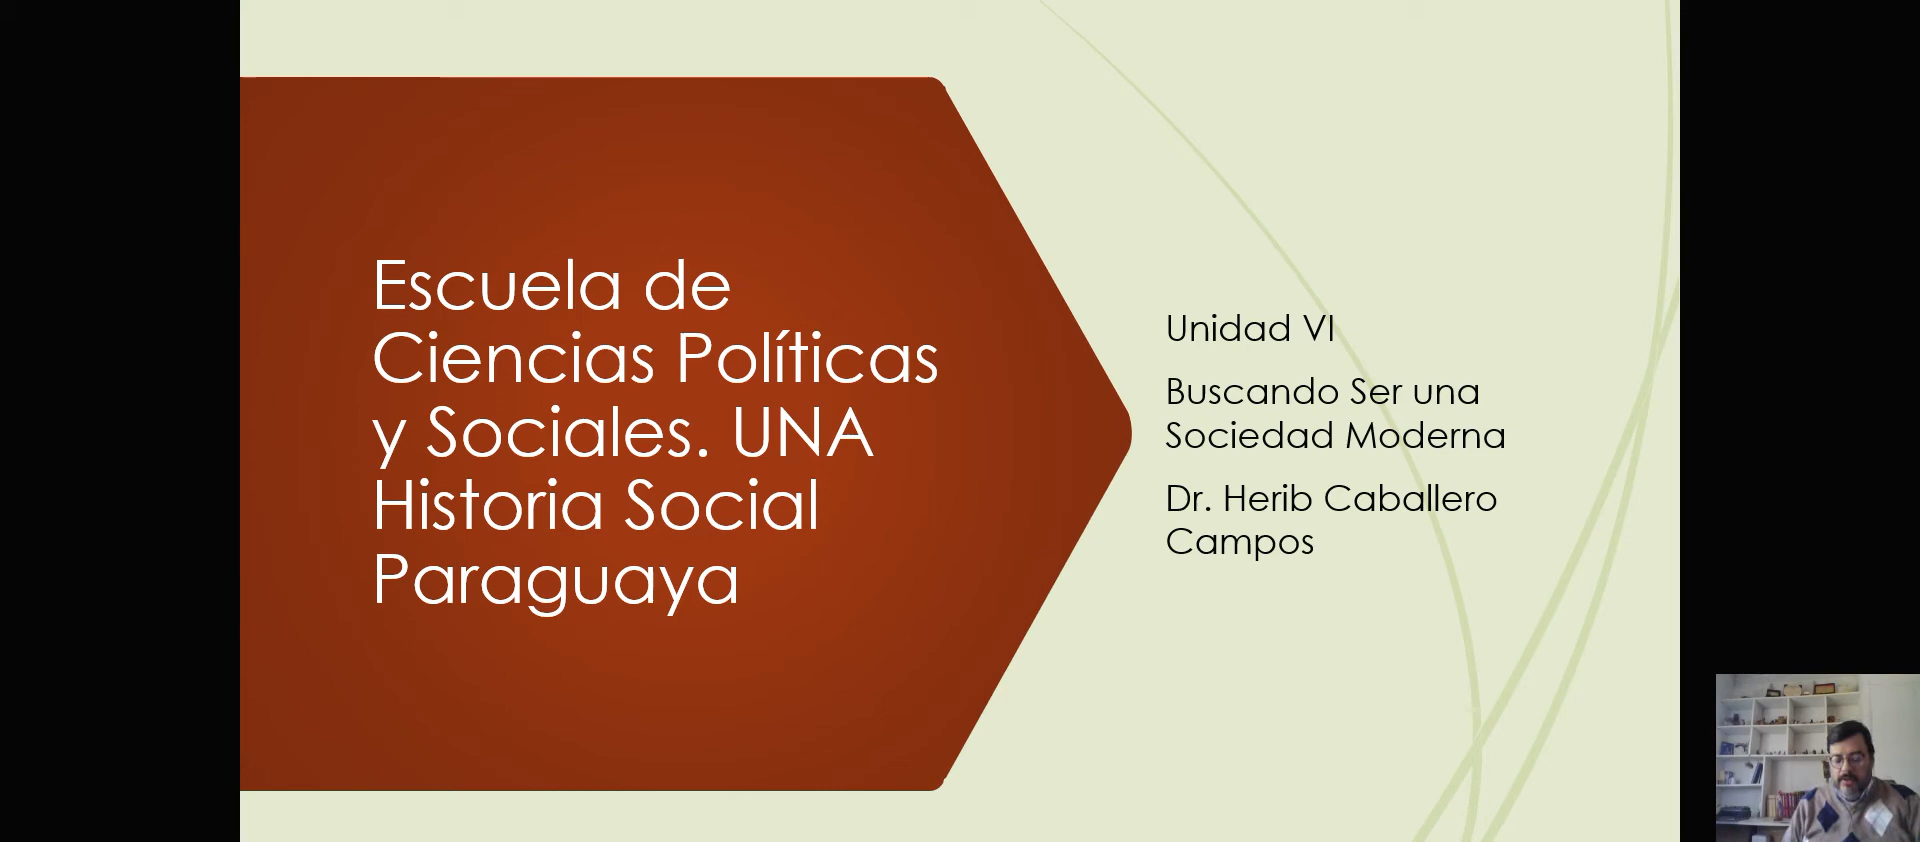 Escuela de
Ciencias Políticas
y Sociales. UNA
Historia Social
Paraguaya
Unidad VI
Buscando Ser una
Sociedad Moderna
Dr. Herib Caballero
Campos